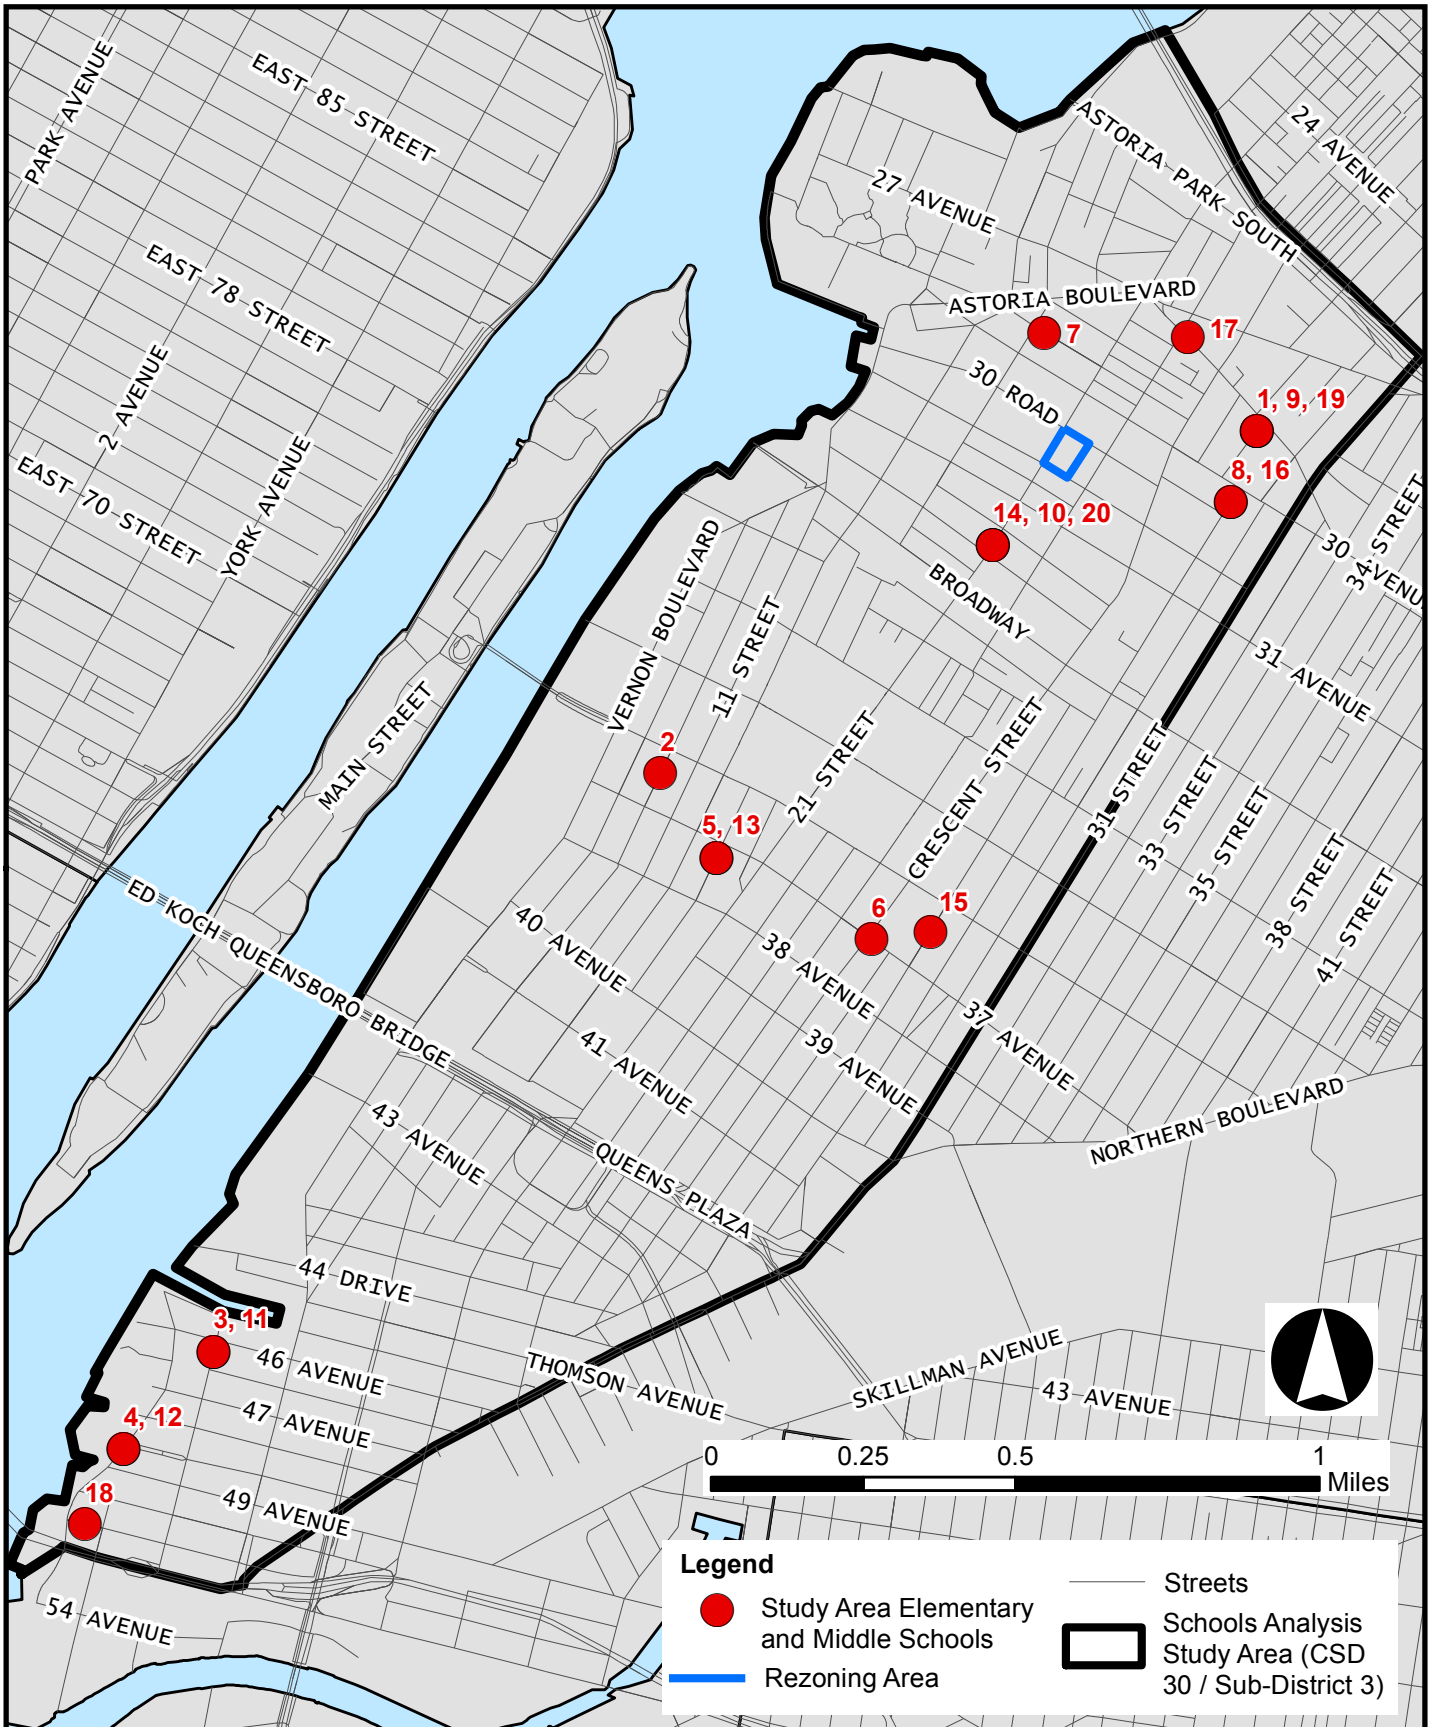 PARK AVENUE
EAST 85 STREET
ASTORIA PARK SOUTH
24 AVENUE
27 AVENUE
EAST 78 STREET
ASTORIA BOULEVARD
7
17
2 AVENUE
30 ROAD
1, 9, 19
EAST 70 STREET
YORK AVENUE
8, 16
34 STREET
14, 10, 20
30 AVENU
BROADWAY
VERNON BOULEVARD
11 STREET
31 AVENUE
MAIN STREET
2
21 STREET
CRESCENT STREET
31 STREET
33 STREET
35 STREET
5, 13
38 STREET
41 STREET
ED KOCH QUEENSBORO BRIDGE
6
15
40 AVENUE
38 AVENUE
37 AVENUE
41 AVENUE
39 AVENUE
43 AVENUE
NORTHERN BOULEVARD
QUEENS PLAZA
44 DRIVE
3, 11
46 AVENUE
THOMSON AVENUE
SKILLMAN AVENUE
43 AVENUE
47 AVENUE
4, 12
18
49 AVENUE
54 AVENUE
0 0.25 0.5 1
Miles
Legend
Study Area Elementary
and Middle Schools
Rezoning Area
Streets
Schools Analysis
Study Area (CSD
30 / Sub-District 3)